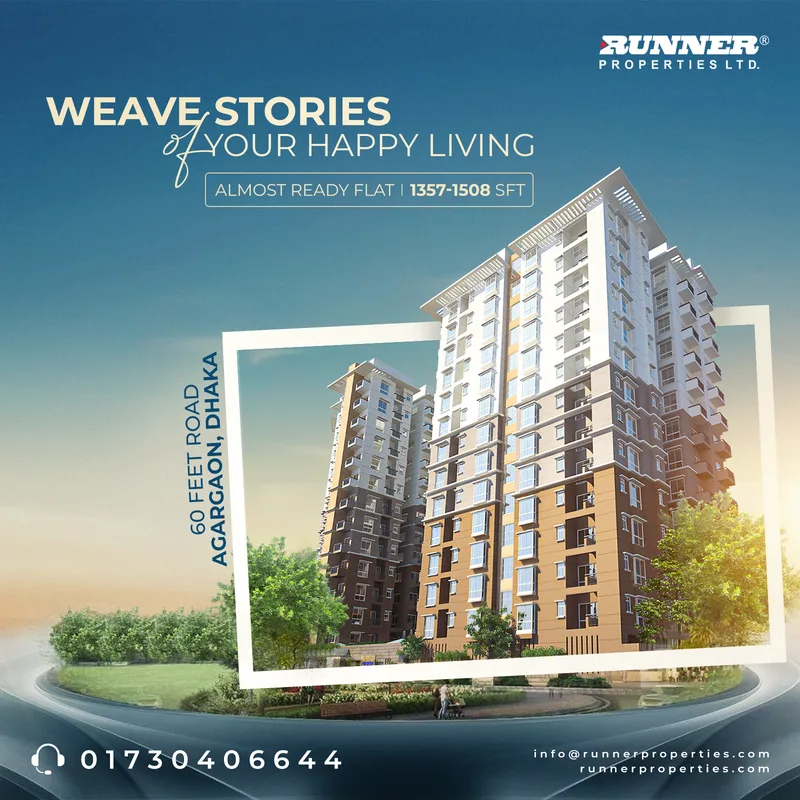 RUNNER®
PROPERTIES LTD.
WEAVE STORIES
of YOUR HAPPY LIVING
ALMOST READY FLAT | 1357-1508 SFT
60 FEET ROAD
AGARGAON, DHAKA
01730406644
info@runnerproperties.com
runnerproperties.com